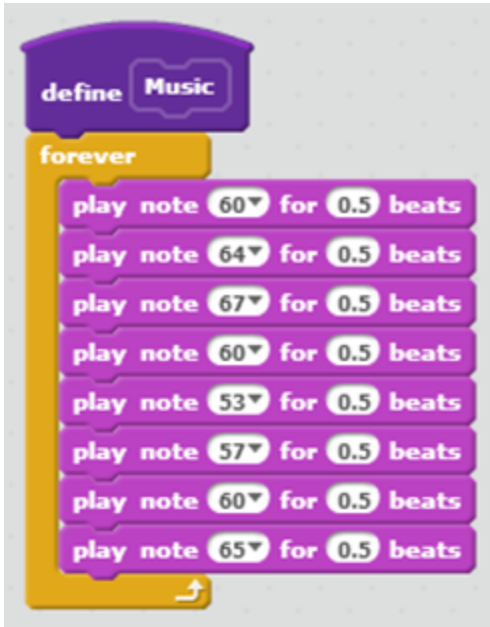 define Music
forever
play note 60 for 0.5 beats
play note 64 for 0.5 beats
play note 67 for 0.5 beats
play note 60 for 0.5 beats
play note 53 for 0.5 beats
play note 57 for 0.5 beats
play note 60 for 0.5 beats
play note 65 for 0.5 beats